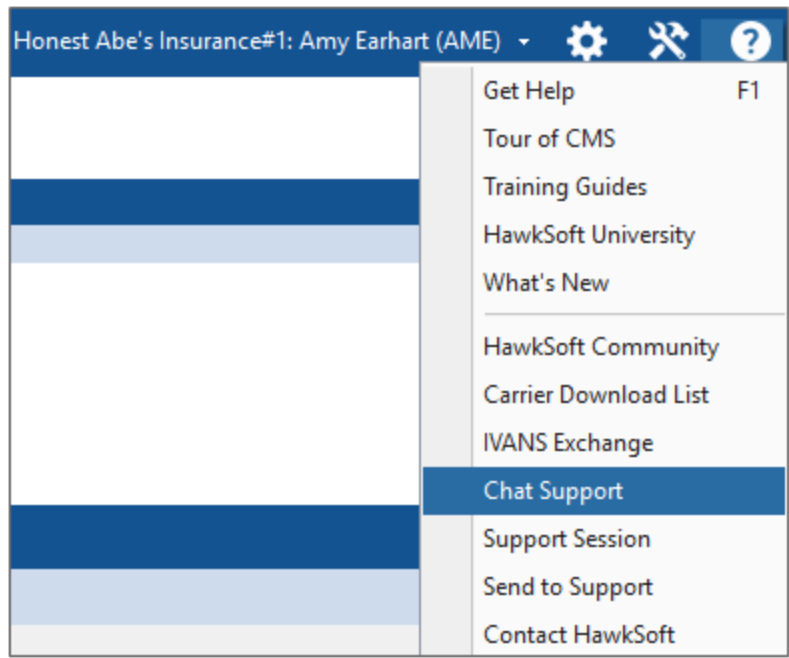 Honest Abe's Insurance#1: Amy Earhart (AME)
?
Get Help F1
Tour of CMS
Training Guides
HawkSoft University
What's New
HawkSoft Community
Carrier Download List
IVANS Exchange
Chat Support
Support Session
Send to Support
Contact HawkSoft